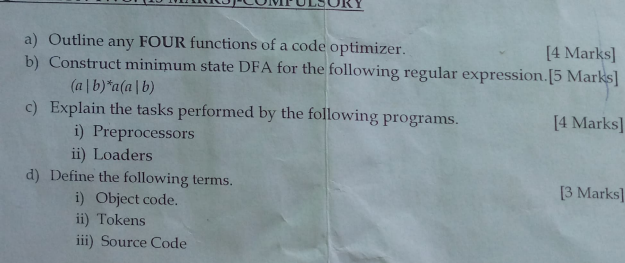 MARKS]-COMPULSORY
a) Outline any FOUR functions of a code optimizer. [4 Marks]
b) Construct minimum state DFA for the following regular expression.[5 Marks]
(a|b)*a(a|b)
c) Explain the tasks performed by the following programs. [4 Marks]
i) Preprocessors
ii) Loaders
d) Define the following terms. [3 Marks]
i) Object code.
ii) Tokens
iii) Source Code